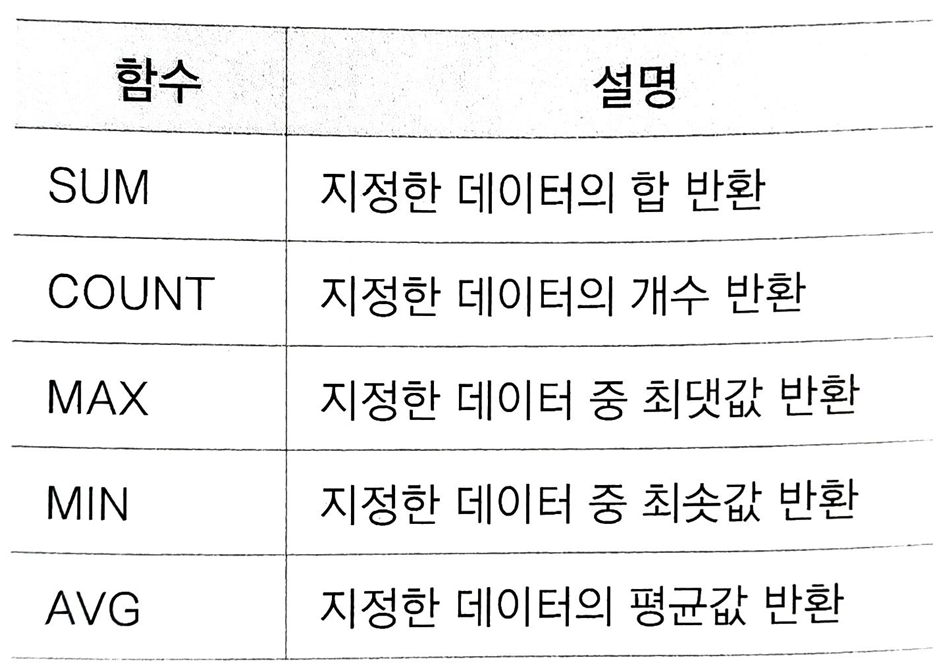 함수 설명
SUM 지정한 데이터의 합 반환
COUNT 지정한 데이터의 개수 반환
MAX 지정한 데이터 중 최댓값 반환
MIN 지정한 데이터 중 최솟값 반환
AVG 지정한 데이터의 평균값 반환